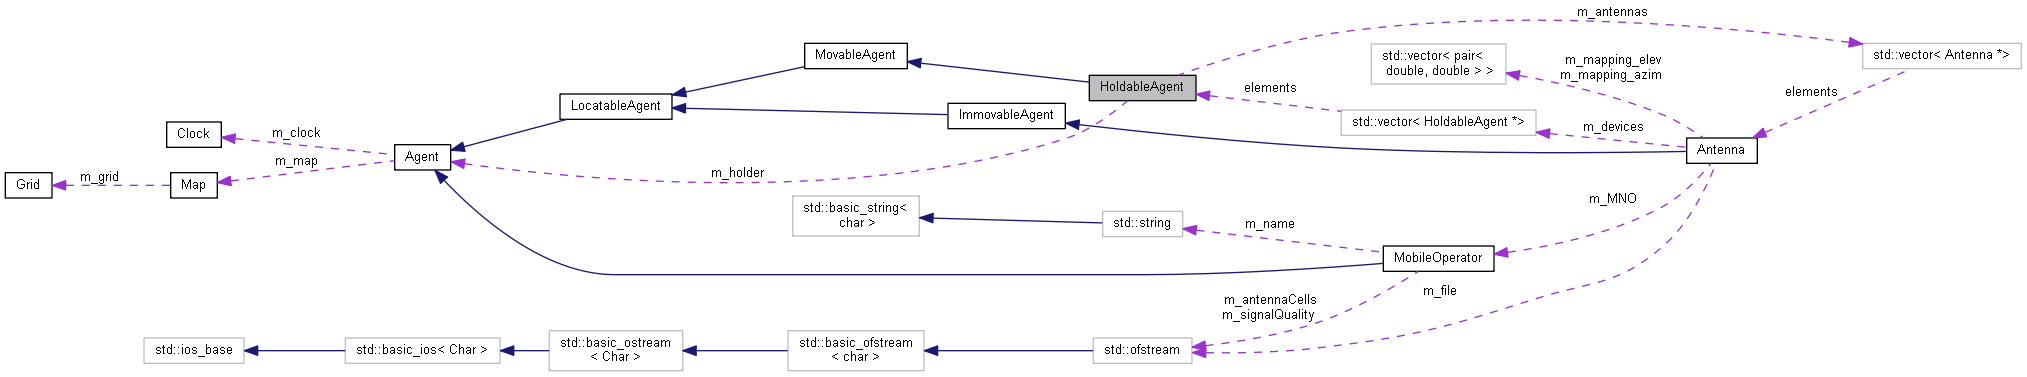 m_antennas
MovableAgent
std::vector< pair<
double, double > >
m_mapping_elev
m_mapping_azim
std::vector< Antenna *>
HoldableAgent
elements
elements
LocatableAgent
ImmovableAgent
std::vector< HoldableAgent *>
m_devices
Clock
m_clock
Agent
Antenna
m_map
m_holder
Grid
m_grid
Map
m_MNO
std::basic_string<
char >
std::string
m_name
MobileOperator
m_file
m_antennaCells
m_signalQuality
std::ios_base
std::basic_ios< Char >
std::basic_ostream
< Char >
std::basic_ofstream
< char >
std::ofstream